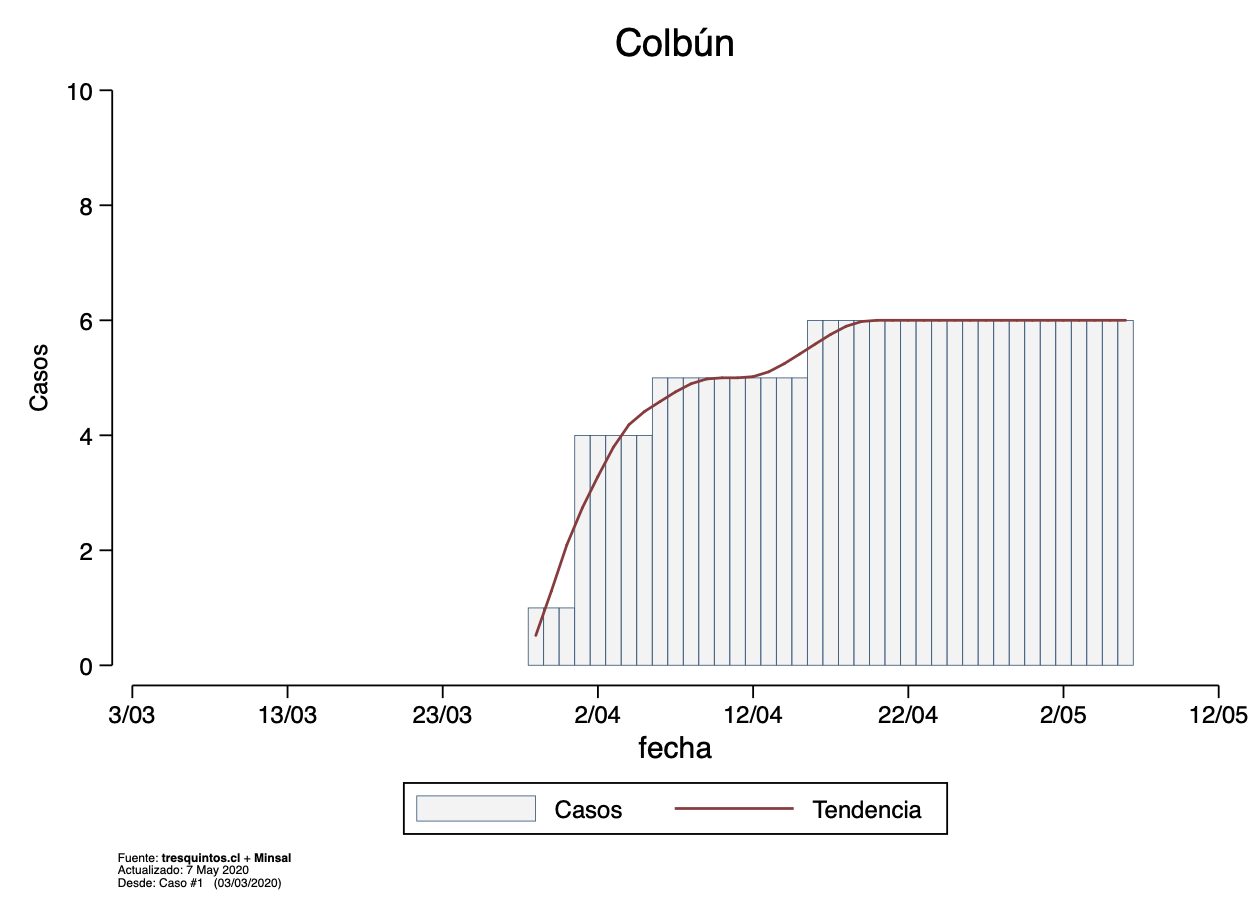 Colbún
10
8
6
4
2
0
Casos
3/03 13/03 23/03 2/04 12/04 22/04 2/05 12/05
fecha
Casos Tendencia
Fuente: tresquintos.cl + Minsal
Actualizado: 7 May 2020
Desde: Caso #1 (03/03/2020)